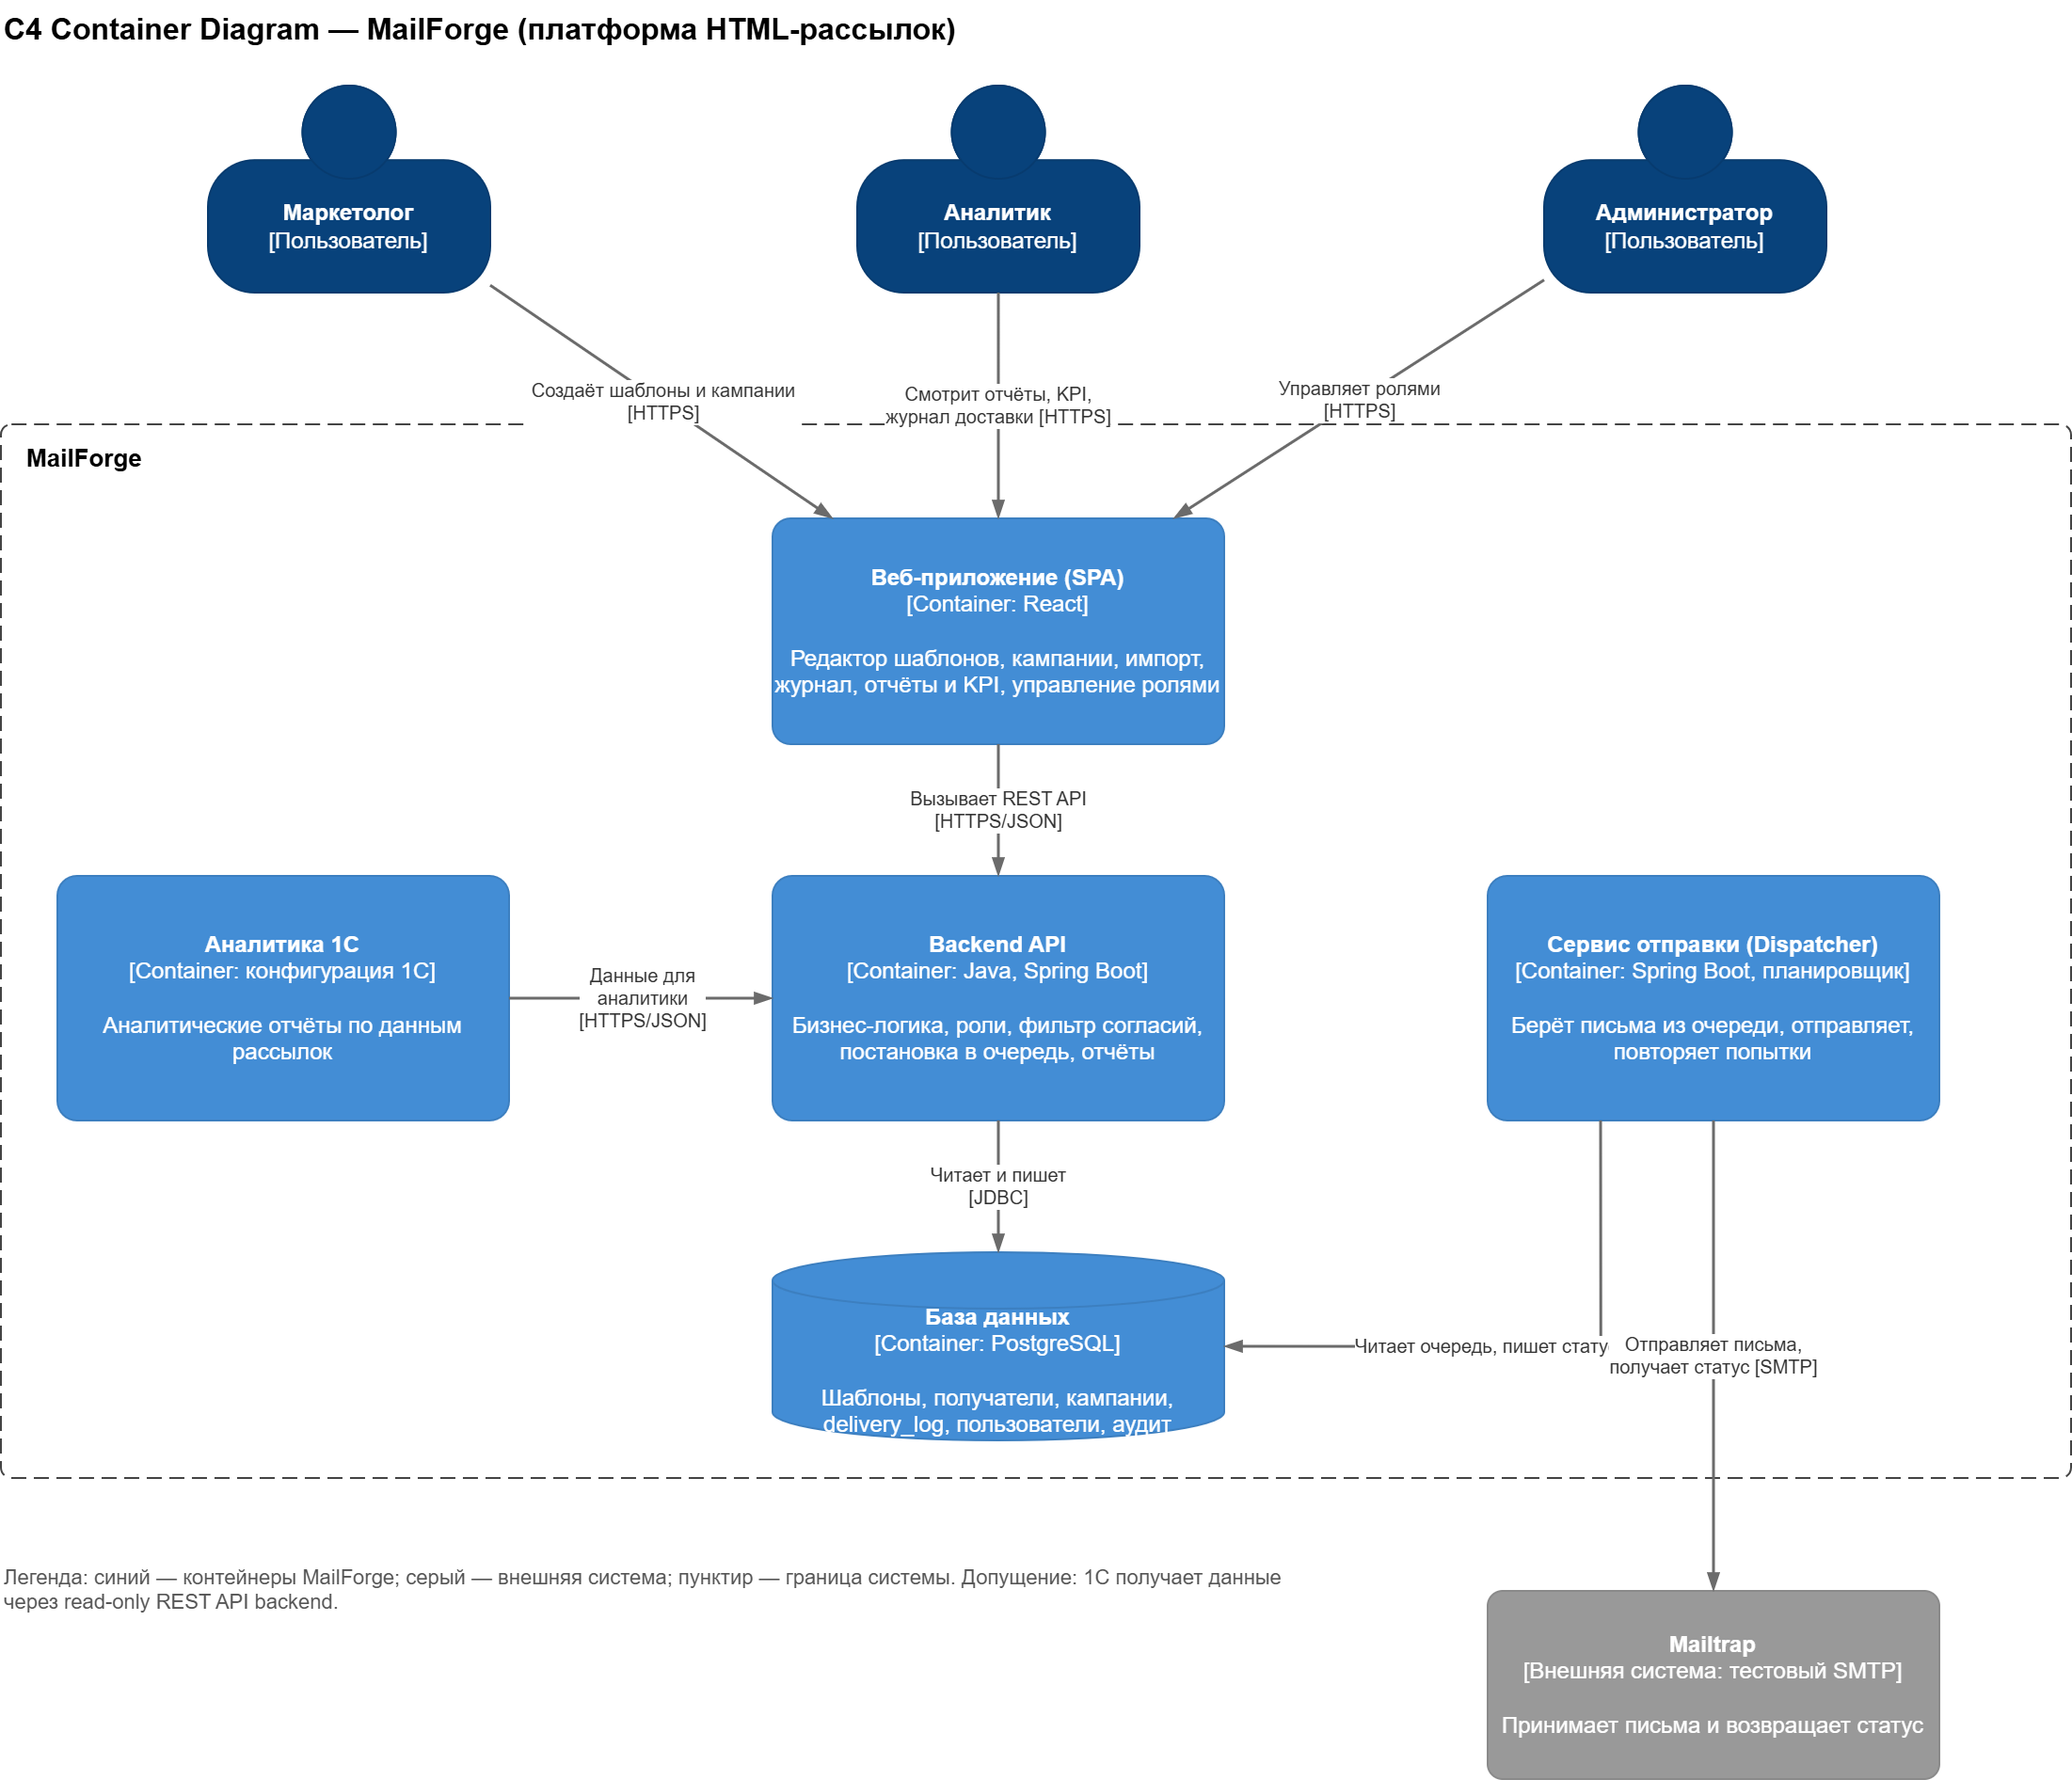 C4 Container Diagram — MailForge (платформа HTML-рассылок)
Маркетолог
[Пользователь]
Аналитик
[Пользователь]
Администратор
[Пользователь]
Создаёт шаблоны и кампании
[HTTPS]
Смотрит отчёты, KPI,
журнал доставки [HTTPS]
Управляет ролями
[HTTPS]
MailForge
Веб-приложение (SPA)
[Container: React]
Редактор шаблонов, кампании, импорт,
журнал, отчёты и KPI, управление ролями
Вызывает REST API
[HTTPS/JSON]
Аналитика 1С
[Container: конфигурация 1С]
Аналитические отчёты по данным
рассылок
Данные для
аналитики
[HTTPS/JSON]
Backend API
[Container: Java, Spring Boot]
Бизнес-логика, роли, фильтр согласий,
постановка в очередь, отчёты
Сервис отправки (Dispatcher)
[Container: Spring Boot, планировщик]
Берёт письма из очереди, отправляет,
повторяет попытки
Читает и пишет
[JDBC]
База данных
[Container: PostgreSQL]
Шаблоны, получатели, кампании,
delivery_log, пользователи, аудит
Читает очередь, пишет
Отправляет письма,
получает статус [SMTP]
Легенда: синий — контейнеры MailForge; серый — внешняя система; пунктир — граница системы. Допущение: 1С получает данные
через read-only REST API backend.
Mailtrap
[Внешняя система: тестовый SMTP]
Принимает письма и возвращает статус